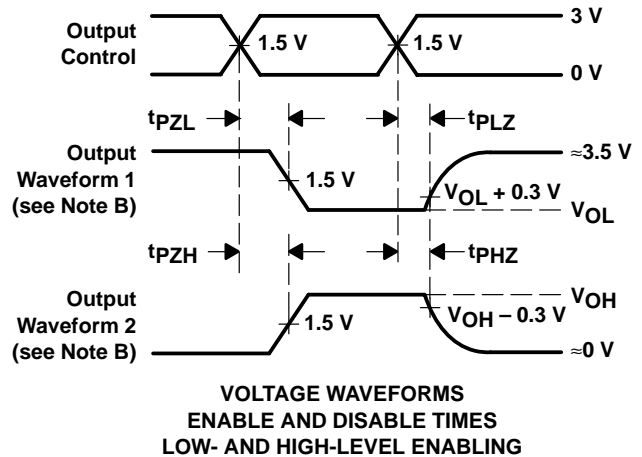 3 V
Output
Control
1.5 V
1.5 V
0 V
tPZL
tPLZ
Output
Waveform 1
(see Note B)
≈3.5 V
1.5 V
VOL + 0.3 V
VOL
tPZH
tPHZ
Output
Waveform 2
(see Note B)
VOH
VOH – 0.3 V
1.5 V
≈0 V
VOLTAGE WAVEFORMS
ENABLE AND DISABLE TIMES
LOW- AND HIGH-LEVEL ENABLING